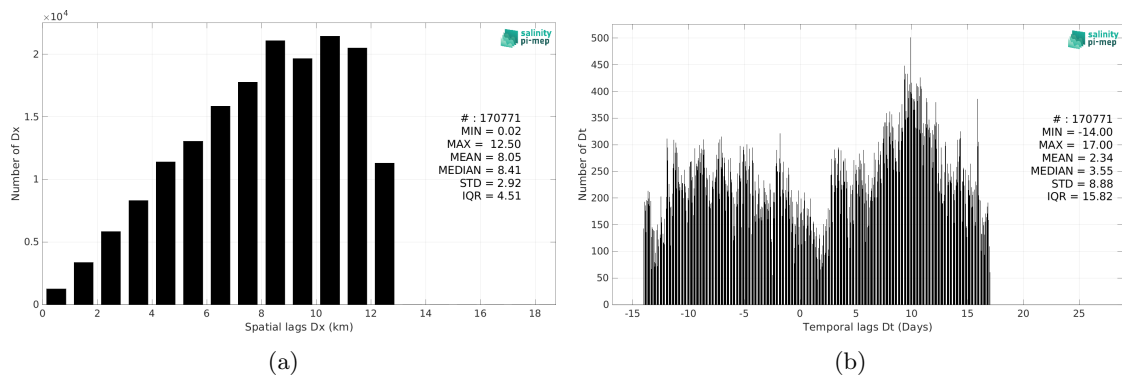 ×10⁴
2
1.5
1
0.5
0
Number of Dx
0 2 4 6 8 10 12 14 16 18
Spatial lags Dx (km)
salinity
pi-mep
# : 170771
MIN = 0.02
MAX = 12.50
MEAN = 8.05
MEDIAN = 8.41
STD = 2.92
IQR = 4.51
(a)
500
450
400
350
300
250
200
150
100
50
0
Number of Dt
-15 -10 -5 0 5 10 15 20 25
Temporal lags Dt (Days)
salinity
pi-mep
# : 170771
MIN = -14.00
MAX = 17.00
MEAN = 2.34
MEDIAN = 3.55
STD = 8.88
IQR = 15.82
(b)